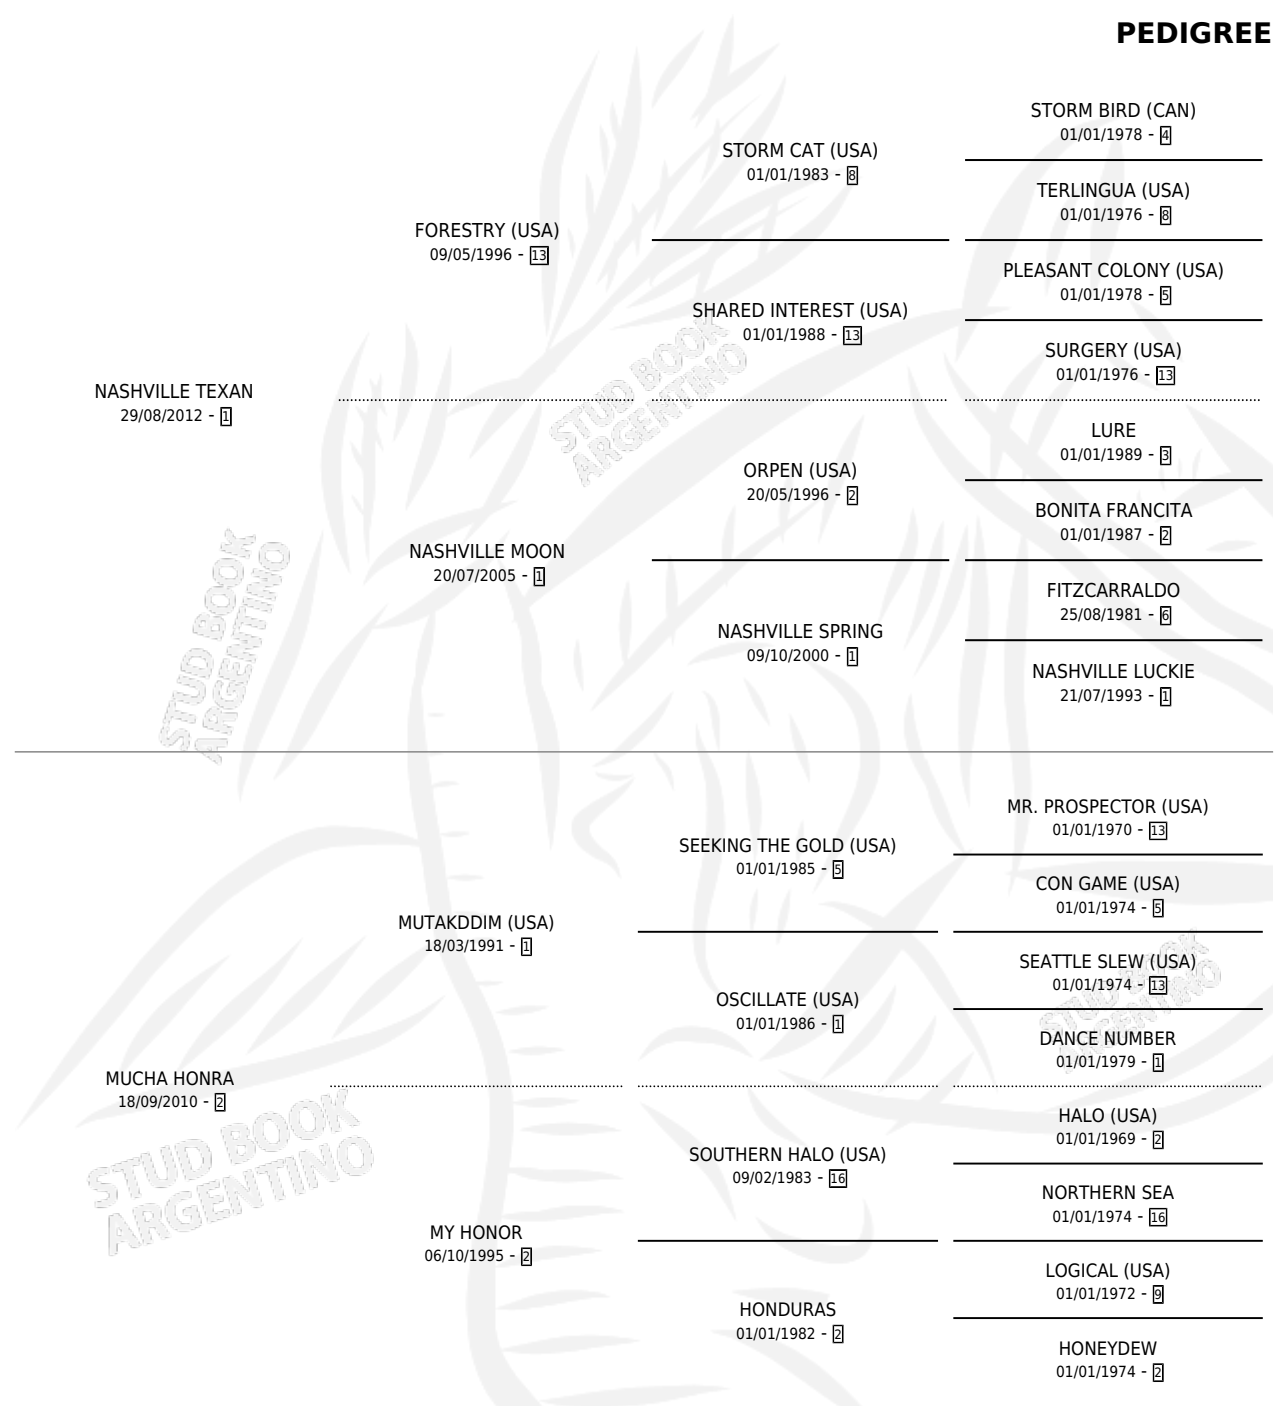 PEDIGREE
STORM BIRD (CAN)
01/01/1978 - 4
STORM CAT (USA)
01/01/1983 - 8
TERLINGUA (USA)
01/01/1976 - 8
FORESTRY (USA)
09/05/1996 - 13
PLEASANT COLONY (USA)
01/01/1978 - 5
SHARED INTEREST (USA)
01/01/1988 - 13
SURGERY (USA)
01/01/1976 - 13
NASHVILLE TEXAN
29/08/2012 - 1
LURE
01/01/1989 - 3
ORPEN (USA)
20/05/1996 - 2
BONITA FRANCITA
01/01/1987 - 2
NASHVILLE MOON
20/07/2005 - 1
FITZCARRALDO
25/08/1981 - 6
NASHVILLE SPRING
09/10/2000 - 1
NASHVILLE LUCKIE
21/07/1993 - 1
MR. PROSPECTOR (USA)
01/01/1970 - 13
SEEKING THE GOLD (USA)
01/01/1985 - 5
CON GAME (USA)
01/01/1974 - 5
MUTAKDDIM (USA)
18/03/1991 - 1
SEATTLE SLEW (USA)
01/01/1974 - 13
OSCILLATE (USA)
01/01/1986 - 1
DANCE NUMBER
01/01/1979 - 1
MUCHA HONRA
18/09/2010 - 2
HALO (USA)
01/01/1969 - 2
SOUTHERN HALO (USA)
09/02/1983 - 16
NORTHERN SEA
01/01/1974 - 16
MY HONOR
06/10/1995 - 2
LOGICAL (USA)
01/01/1972 - 9
HONDURAS
01/01/1982 - 2
HONEYDEW
01/01/1974 - 2
STUD BOOK
ARGENTINO
STUD BOOK
ARGENTINO
STUD BOOK
ARGENTINO
STUD BOOK
ARGENTINO